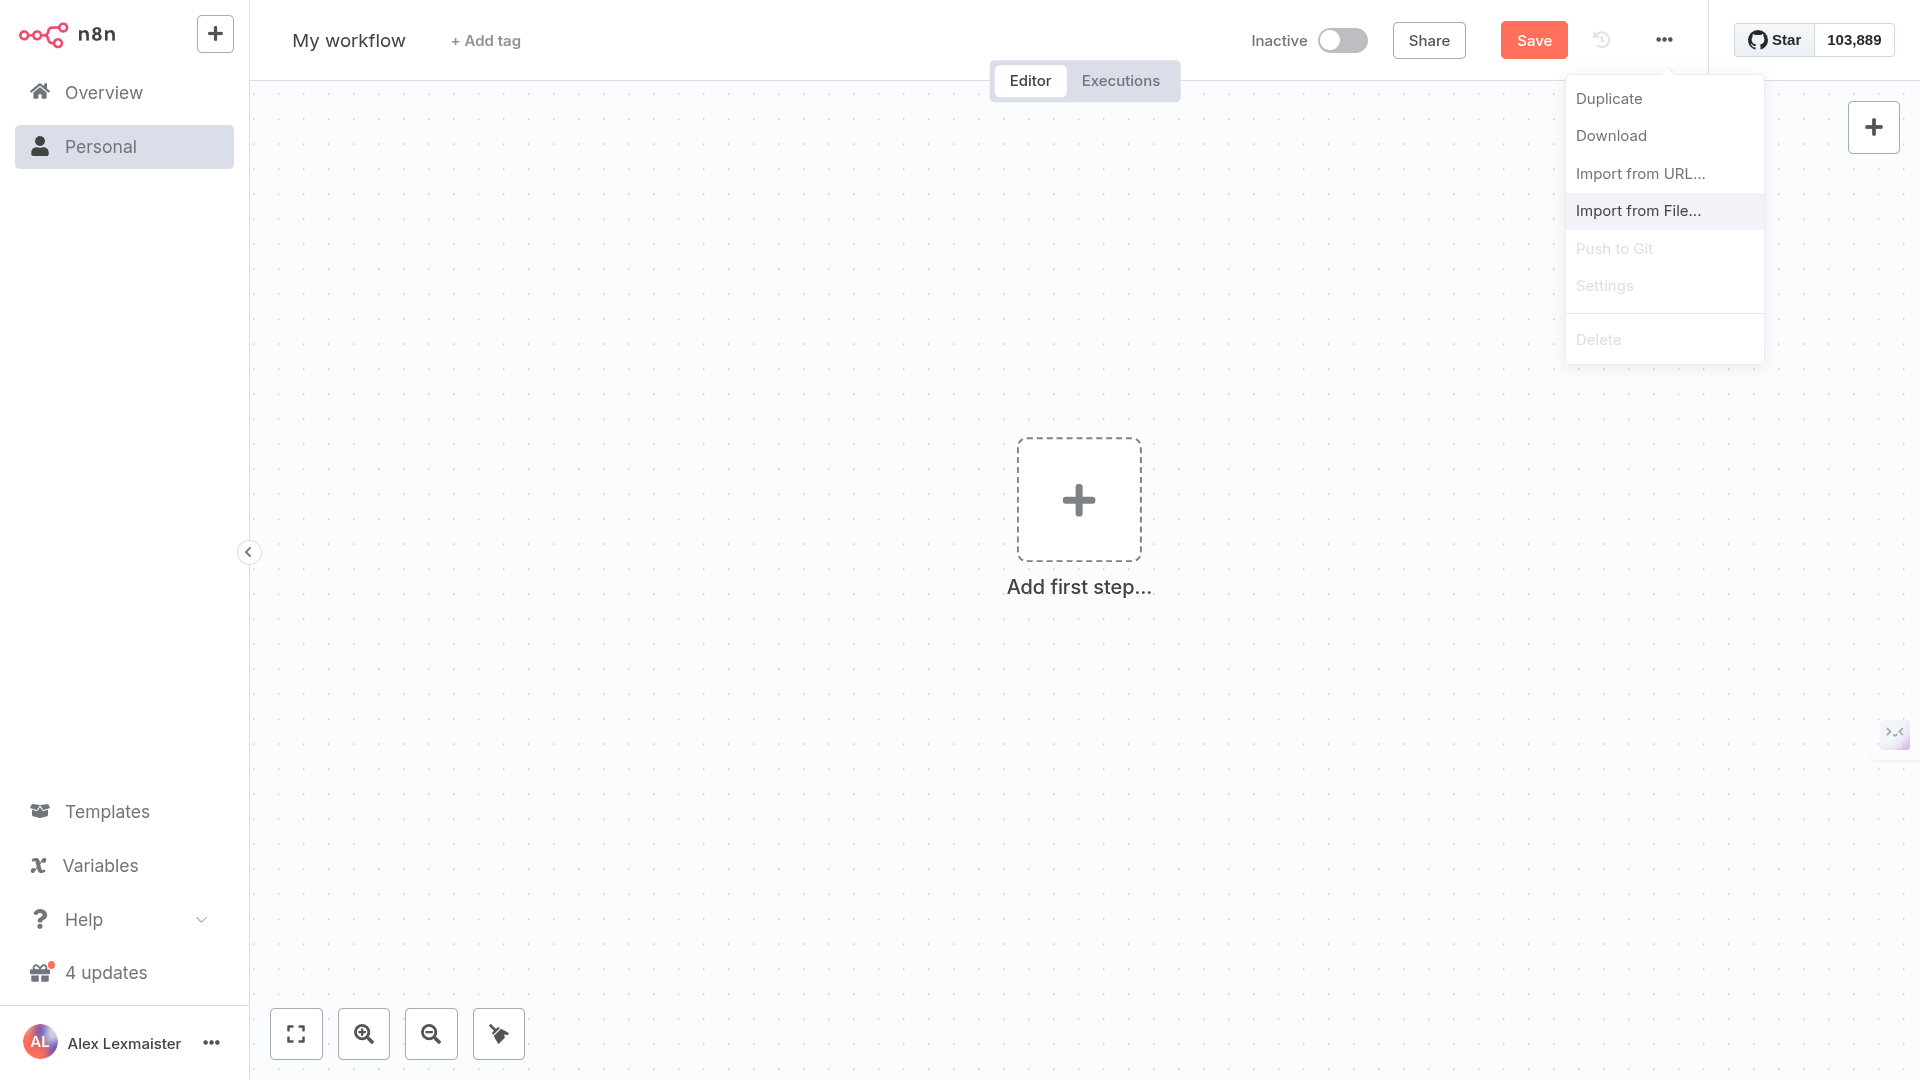 n8n
Overview
Personal
Templates
Variables
Help
4 updates
AL
Alex Lexmaister
My workflow
+ Add tag
Inactive
Share
Save
Star
103,889
Editor
Executions
Duplicate
Download
Import from URL...
Import from File...
Push to Git
Settings
Delete
Add first step...